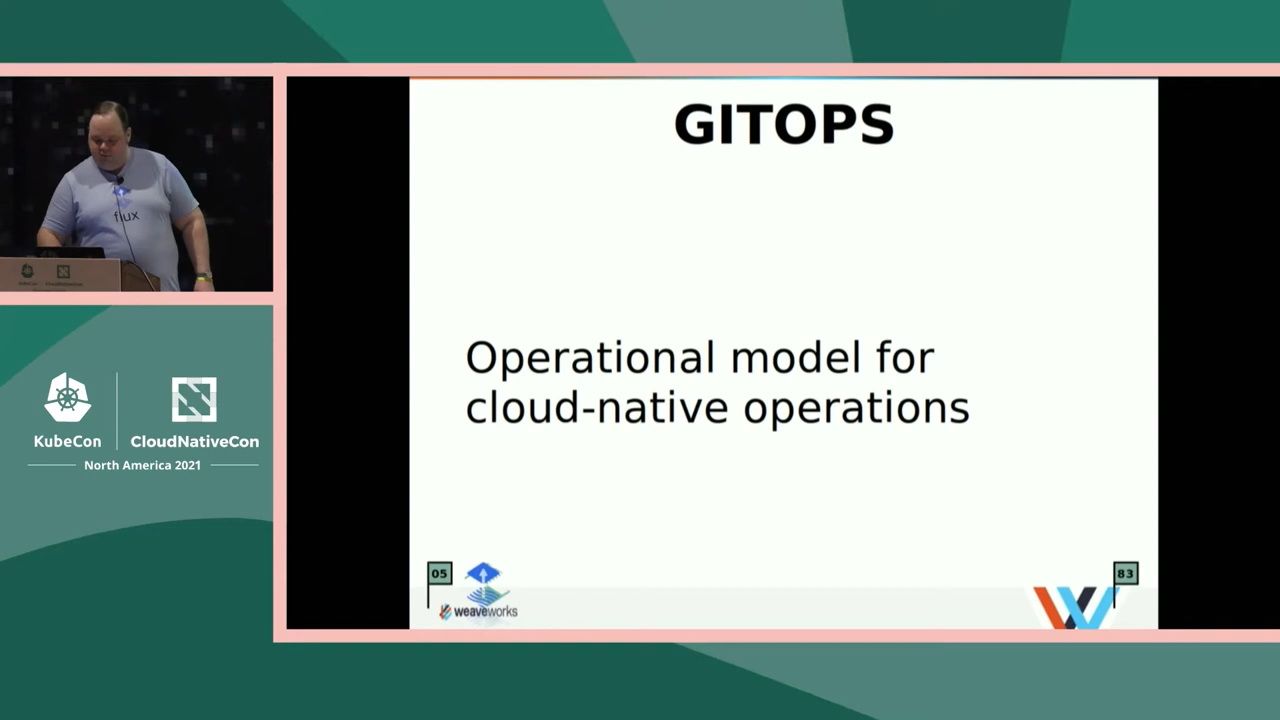 GITOPS
Operational model for
cloud-native operations
05
weaveworks
83
flux
KubeCon
CloudNativeCon
North America 2021